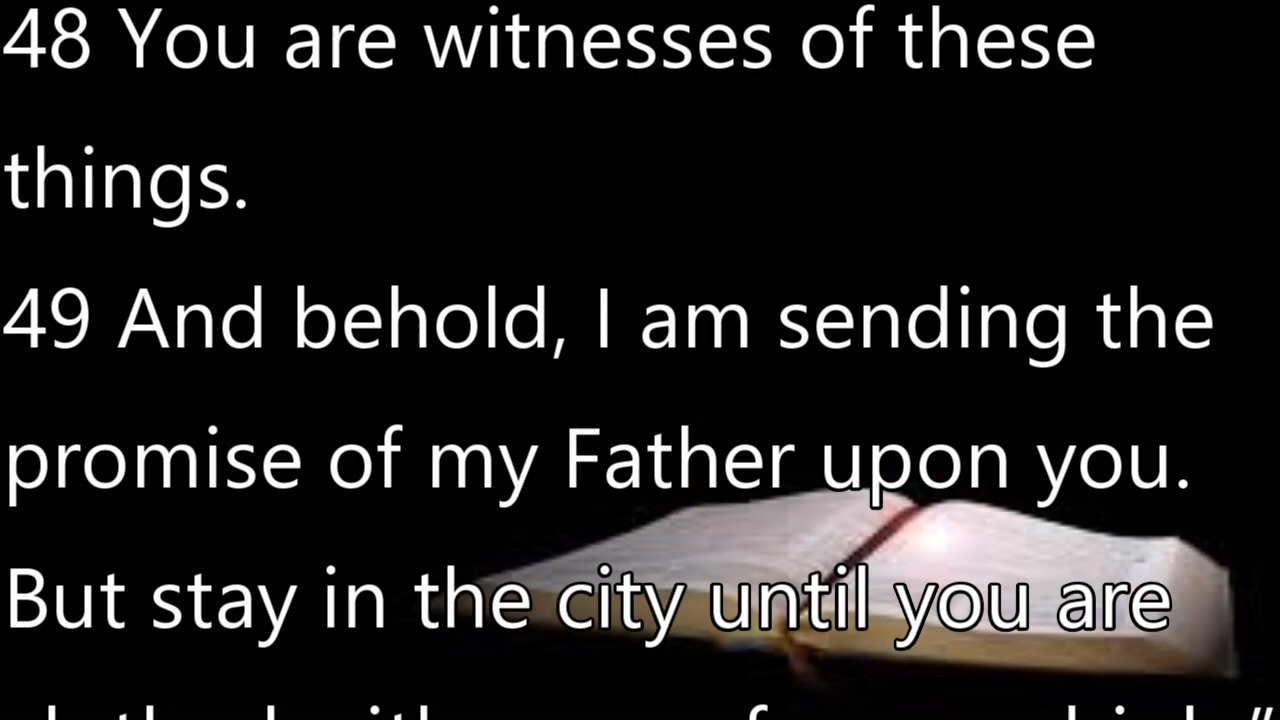 48 You are witnesses of these
things.
49 And behold, I am sending the
promise of my Father upon you.
But stay in the city until you are